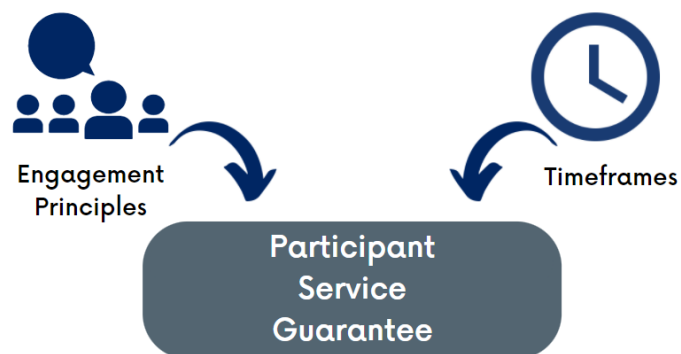 Engagement
Principles
Timeframes
Participant
Service
Guarantee